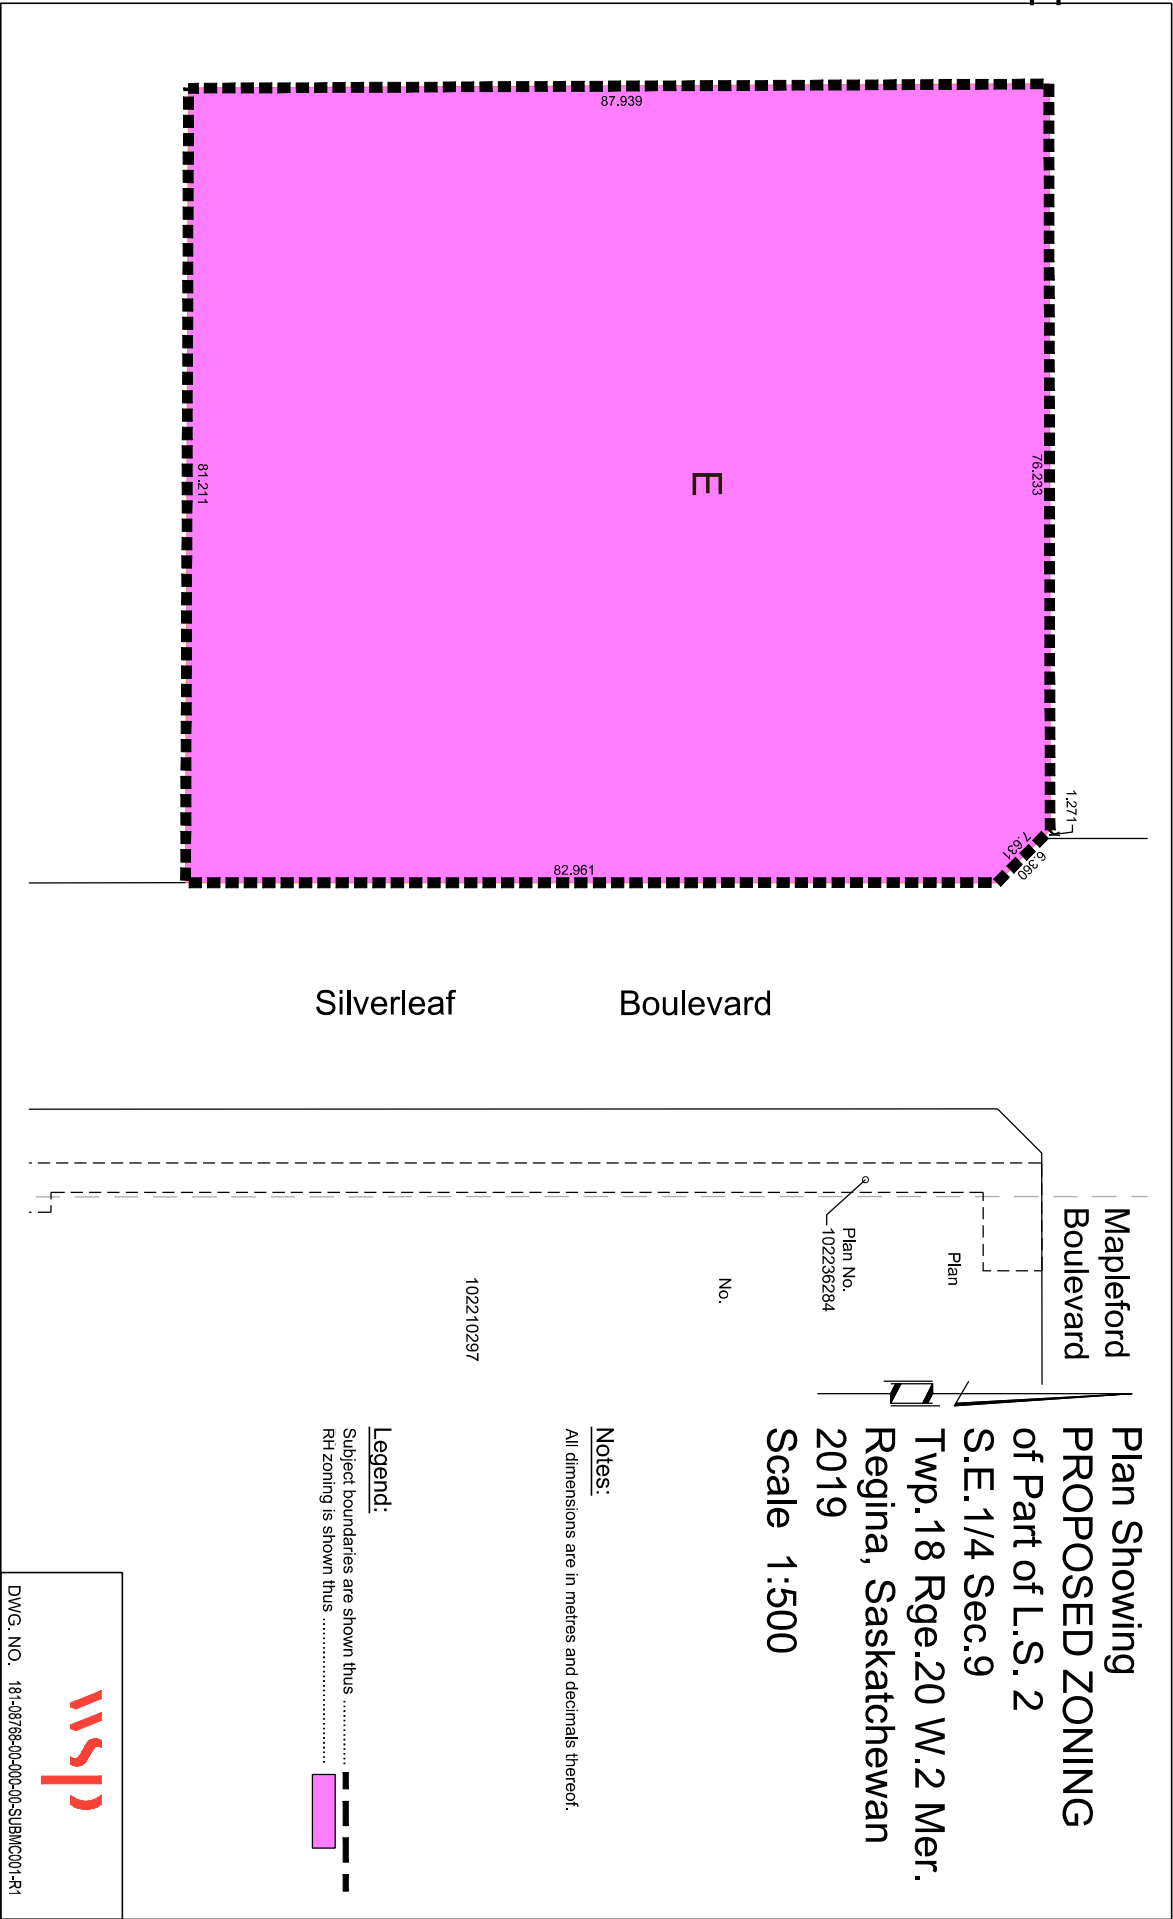 Plan Showing
PROPOSED ZONING
of Part of L.S. 2
S.E.1/4 Sec.9
Twp.18 Rge.20 W.2 Mer.
Regina, Saskatchewan
2019
Scale 1:500
Mapleford
Boulevard
Plan
Plan No.
102236284
No.
102210297
Silverleaf Boulevard
76.233
1.271
7.631
6.360
E
87.939
82.961
81.211
Notes:
All dimensions are in metres and decimals thereof.
Legend:
Subject boundaries are shown thus ............
RH zoning is shown thus ..........................
wsp
DWG. NO. 181-08768-00-000-00-SUBMC001-R1